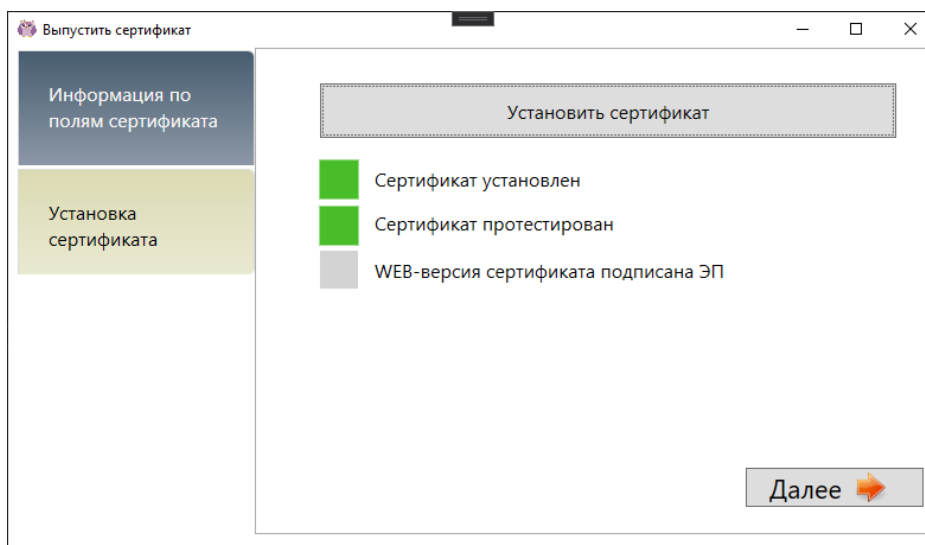 Выпустить сертификат
Информация по
полям сертификата
Установка
сертификата
Установить сертификат
Сертификат установлен
Сертификат протестирован
WEB-версия сертификата подписана ЭП
Далее